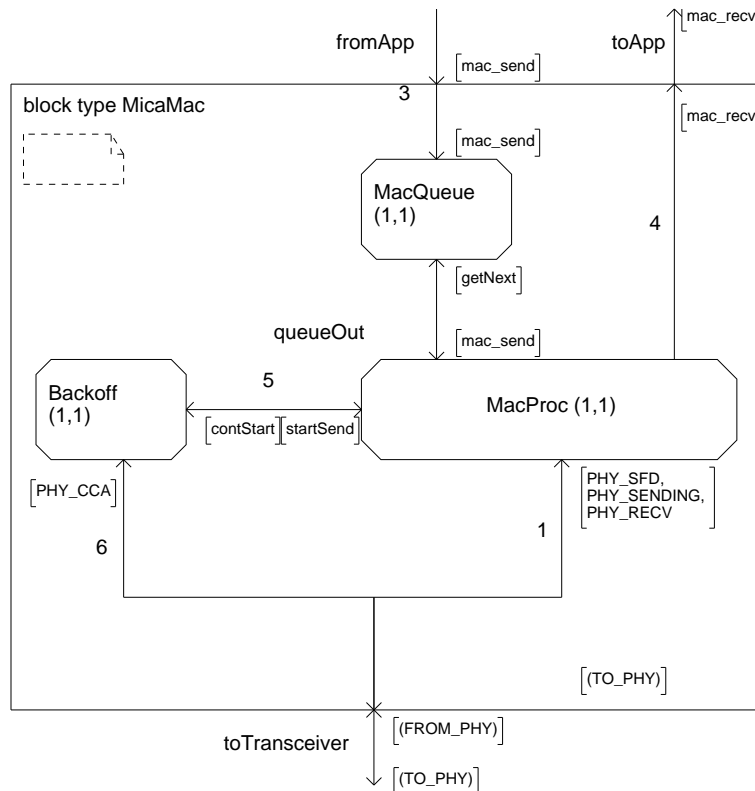 fromApp
toApp
[mac_recv
[mac_send]
block type MicaMac
3
[mac_recv
[mac_send]
MacQueue
(1,1)
4
[getNext]
queueOut
[mac_send]
Backoff
(1,1)
5
MacProc (1,1)
[contStart]
[startSend]
[PHY_CCA]
[PHY_SFD,
PHY_SENDING,
PHY_RECV]
6
1
[(TO_PHY)]
toTransceiver
[(FROM_PHY)]
[(TO_PHY)]